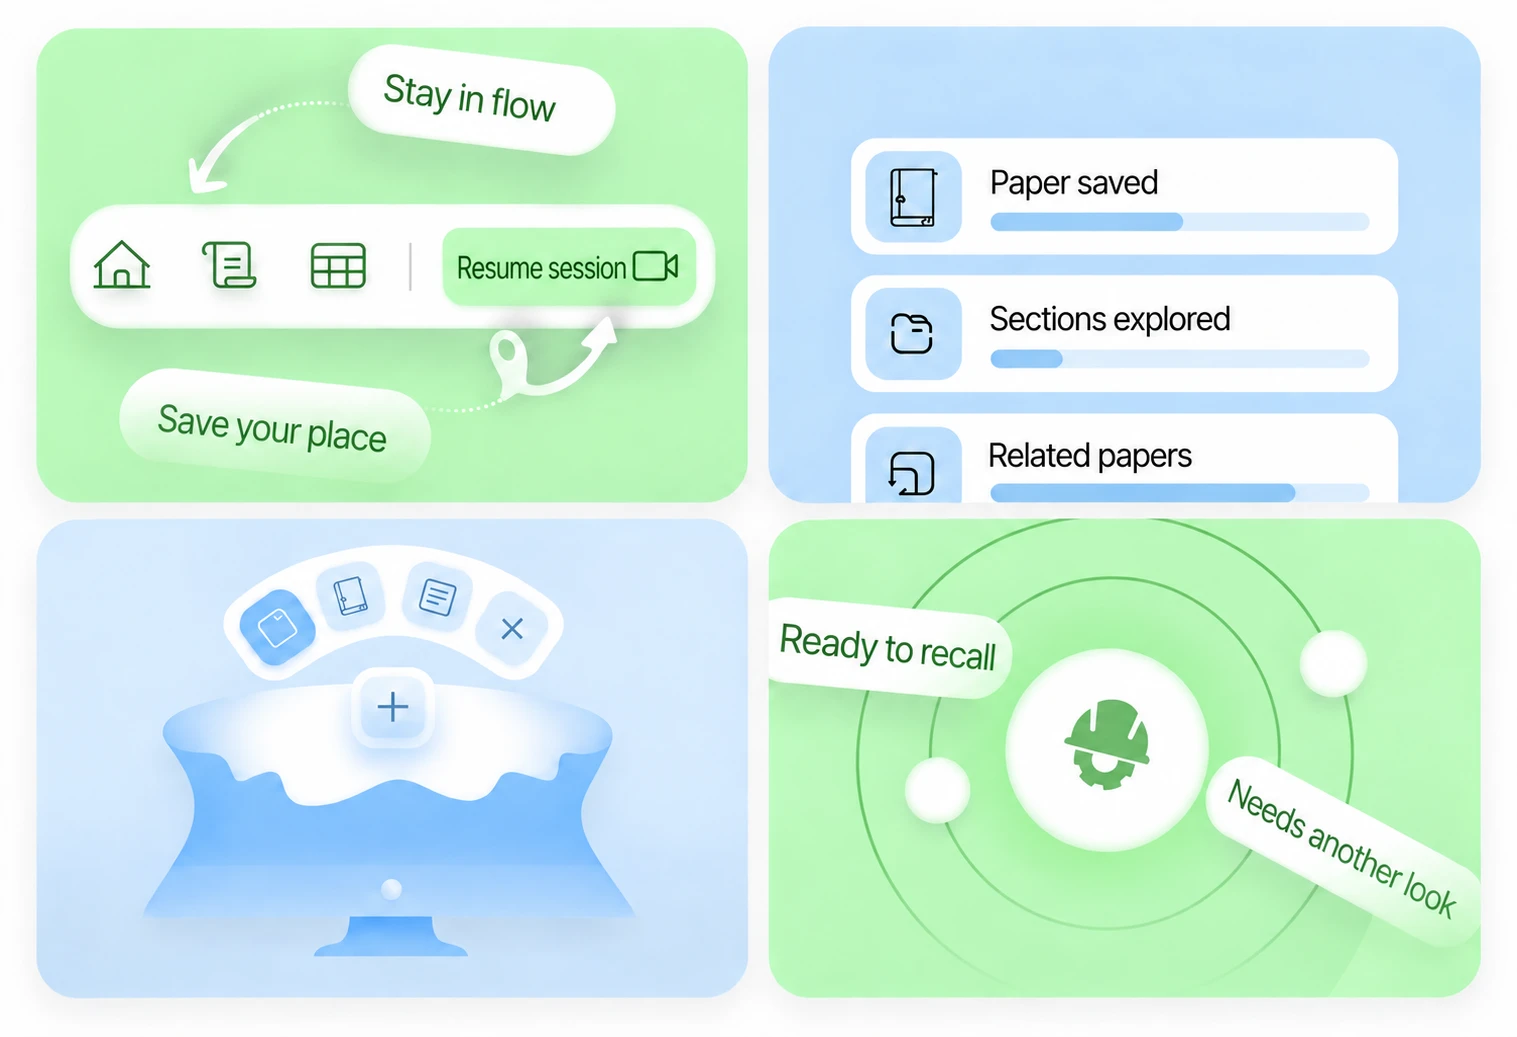 Stay in flow
Resume session
Save your place
Paper saved
Sections explored
Related papers
Ready to recall
Needs another look